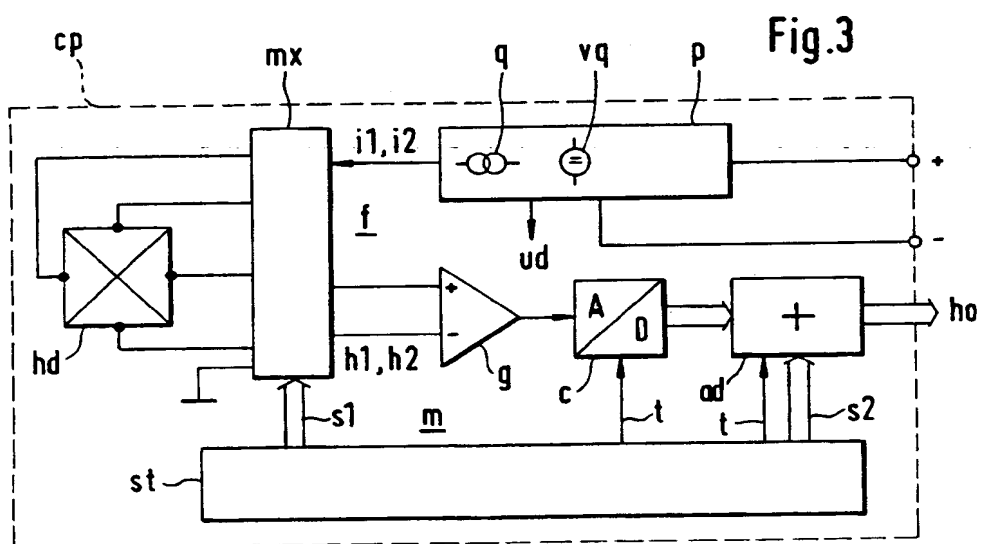 Fig.3
cp
mx
q
vq
p
i1, i2
+
f
-
ud
=
hd
+
-
h1, h2
g
A
D
c
+
ad
ho
s1
m
t
t
s2
st